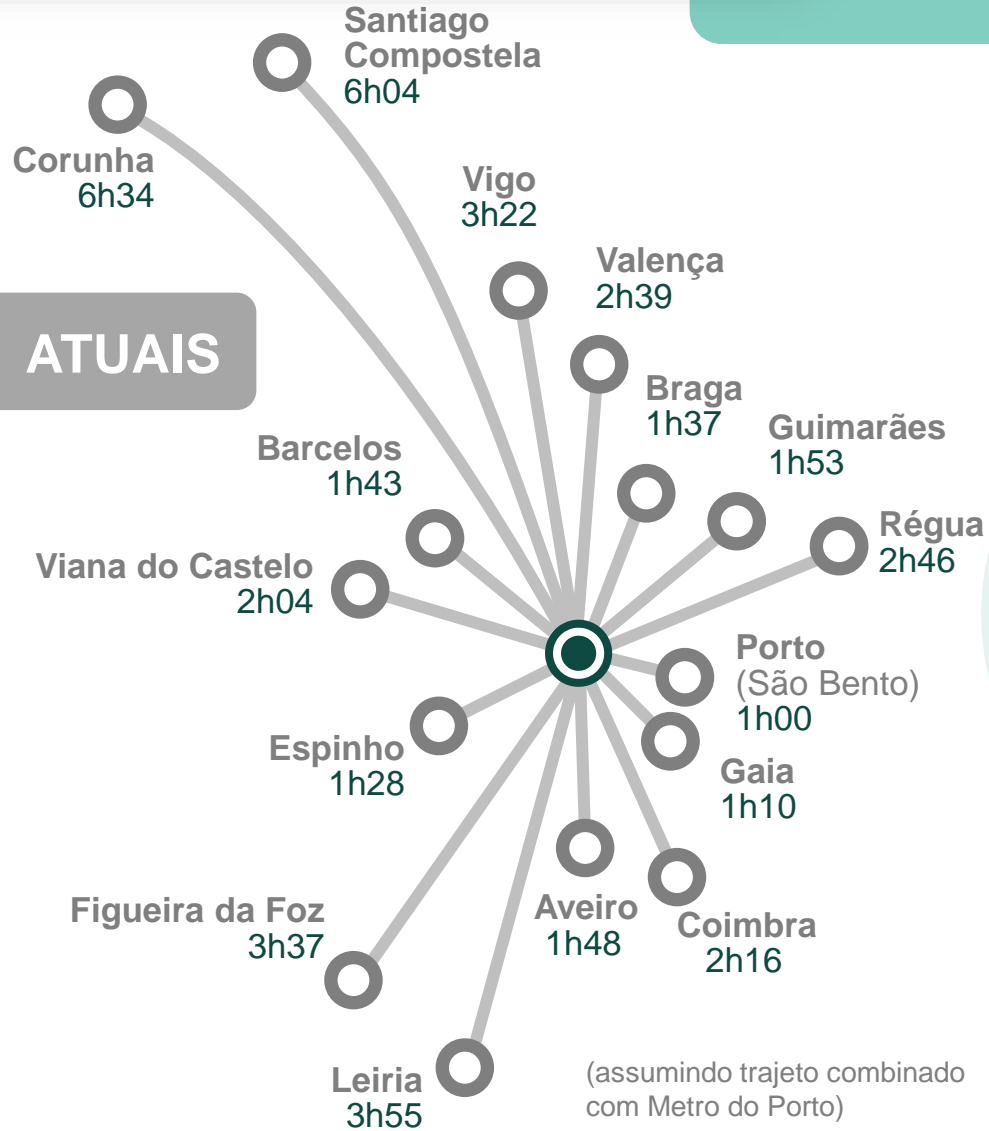 Santiago
Compostela
6h04
Corunha
6h34
Vigo
3h22
Valença
2h39
ATUAIS
Braga
1h37
Guimarães
1h53
Barcelos
1h43
Régua
2h46
Viana do Castelo
2h04
Porto
(São Bento)
1h00
Espinho
1h28
Gaia
1h10
Figueira da Foz
3h37
Aveiro
1h48
Coimbra
2h16
Leiria
3h55
(assumindo trajeto combinado
com Metro do Porto)